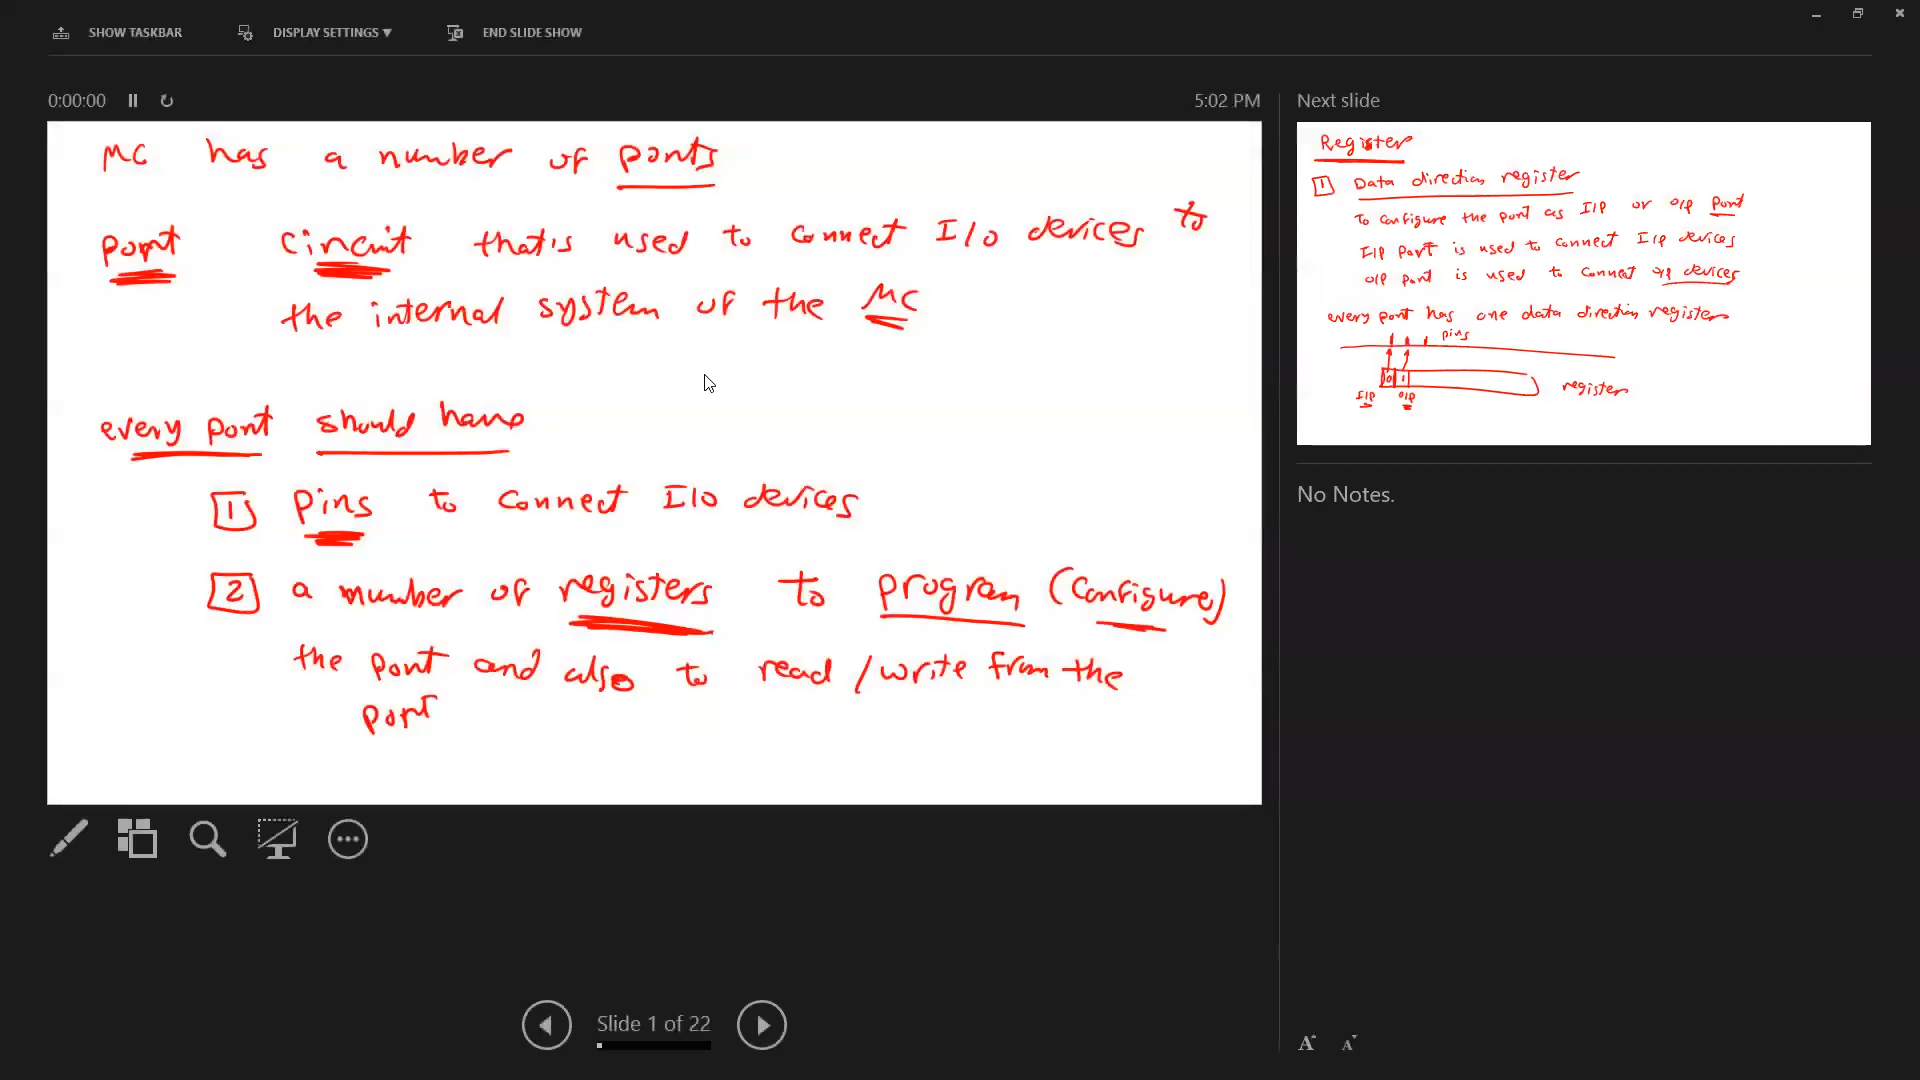 SHOW TASKBAR
DISPLAY SETTINGS ▼
END SLIDE SHOW
0:00:00
5:02 PM
MC has a number of ports
port circuit that's used to connect I/O devices to
the internal system of the MC
every port should have
1 Pins to connect I/O devices
2 a number of registers to program (configure)
the port and also to read / write from the
port
Slide 1 of 22
Next slide
Register
1 Data direction register
To configure the port as I/P or O/P Port
I/P Port is used to connect I/P devices
O/P port is used to connect O/P devices
every port has one data direction register
pins
0 1
register
I/P O/P
No Notes.
A A